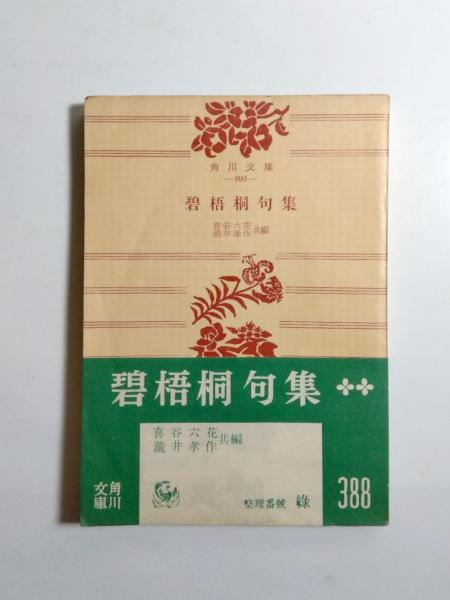 角川文庫
—890—
碧梧桐句集
喜谷六花
瀧井孝作 共編
碧梧桐句集
喜谷六花
瀧井孝作 共編
角川文庫
整理番號 綠
388